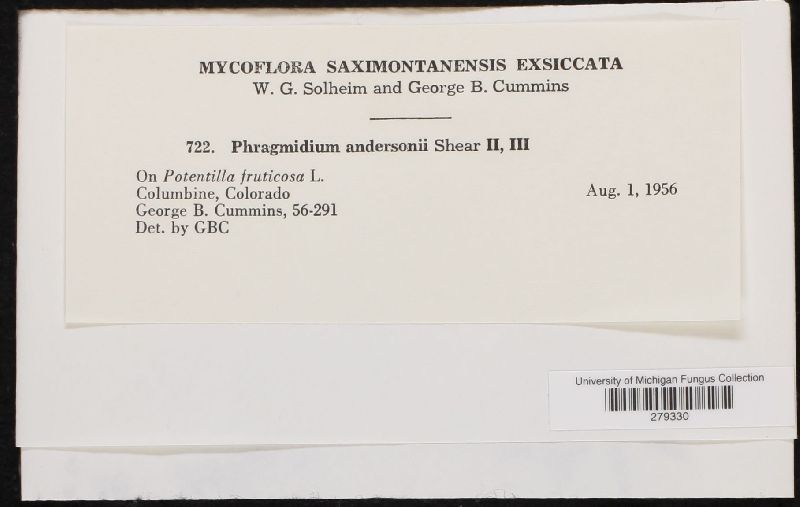 MYCOFLORA SAXIMONTANENSIS EXSICCATA
W. G. Solheim and George B. Cummins
722. Phragmidium andersonii Shear II, III
On Potentilla fruticosa L.
Columbine, Colorado
Aug. 1, 1956
George B. Cummins, 56-291
Det. by GBC
University of Michigan Fungus Collection
279330